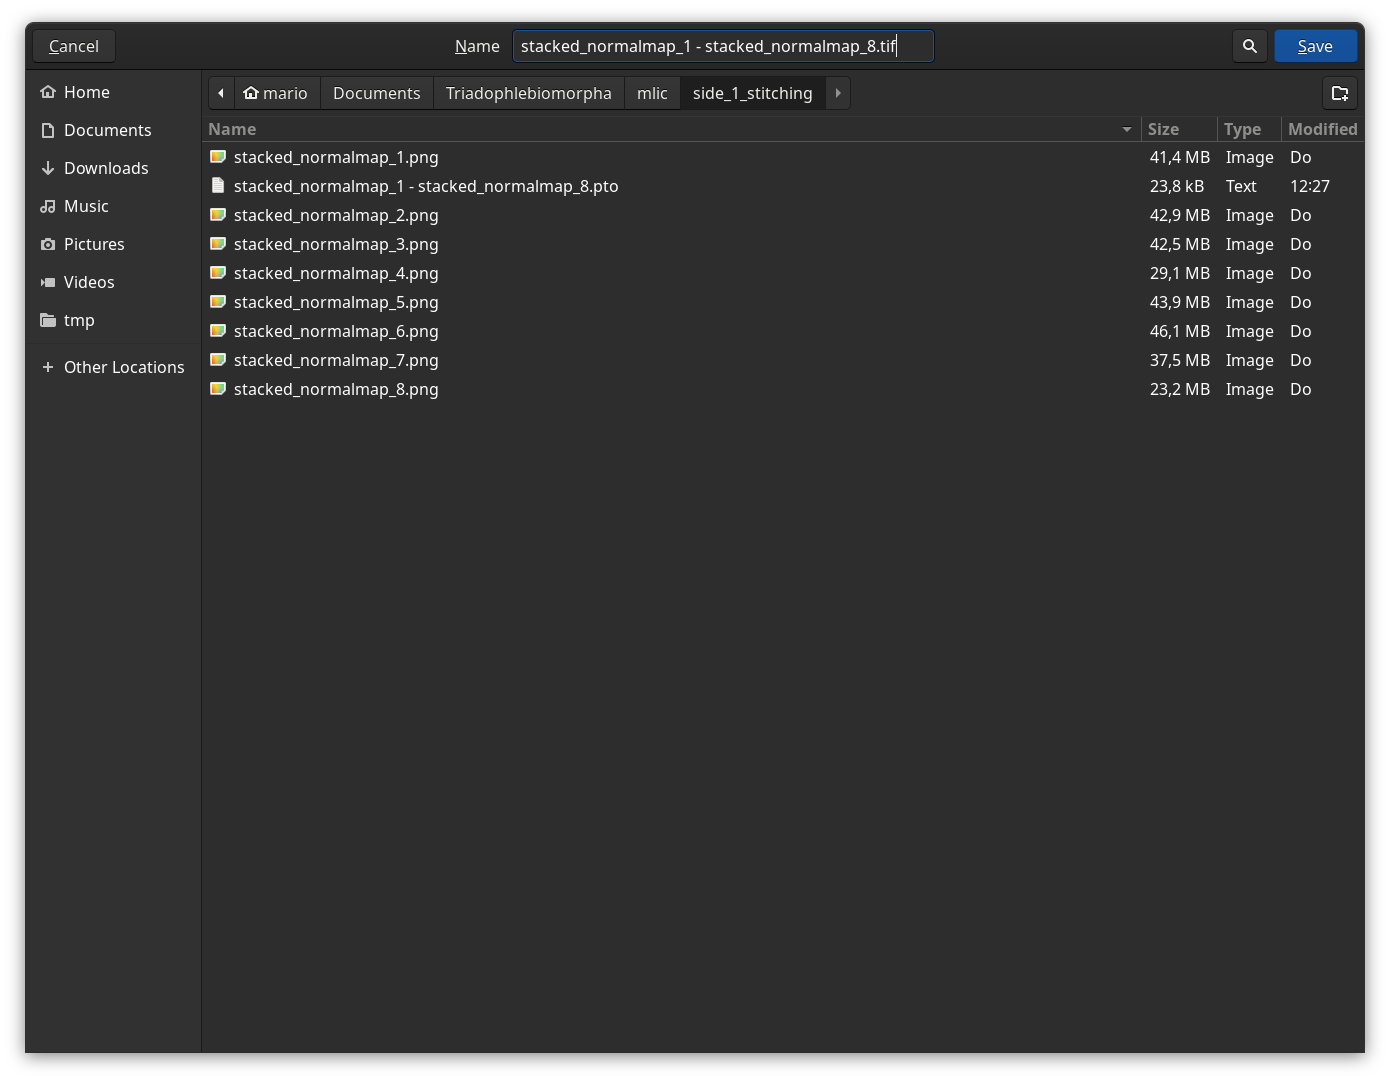 Cancel Name stacked_normalmap_1 - stacked_normalmap_8.tif Save
Home
Documents
Downloads
Music
Pictures
Videos
tmp
Other Locations
mario Documents Triadophlebiomorpha mlic side_1_stitching
Name Size Type Modified
stacked_normalmap_1.png 41,4 MB Image Do
stacked_normalmap_1 - stacked_normalmap_8.pto 23,8 kB Text 12:27
stacked_normalmap_2.png 42,9 MB Image Do
stacked_normalmap_3.png 42,5 MB Image Do
stacked_normalmap_4.png 29,1 MB Image Do
stacked_normalmap_5.png 43,9 MB Image Do
stacked_normalmap_6.png 46,1 MB Image Do
stacked_normalmap_7.png 37,5 MB Image Do
stacked_normalmap_8.png 23,2 MB Image Do